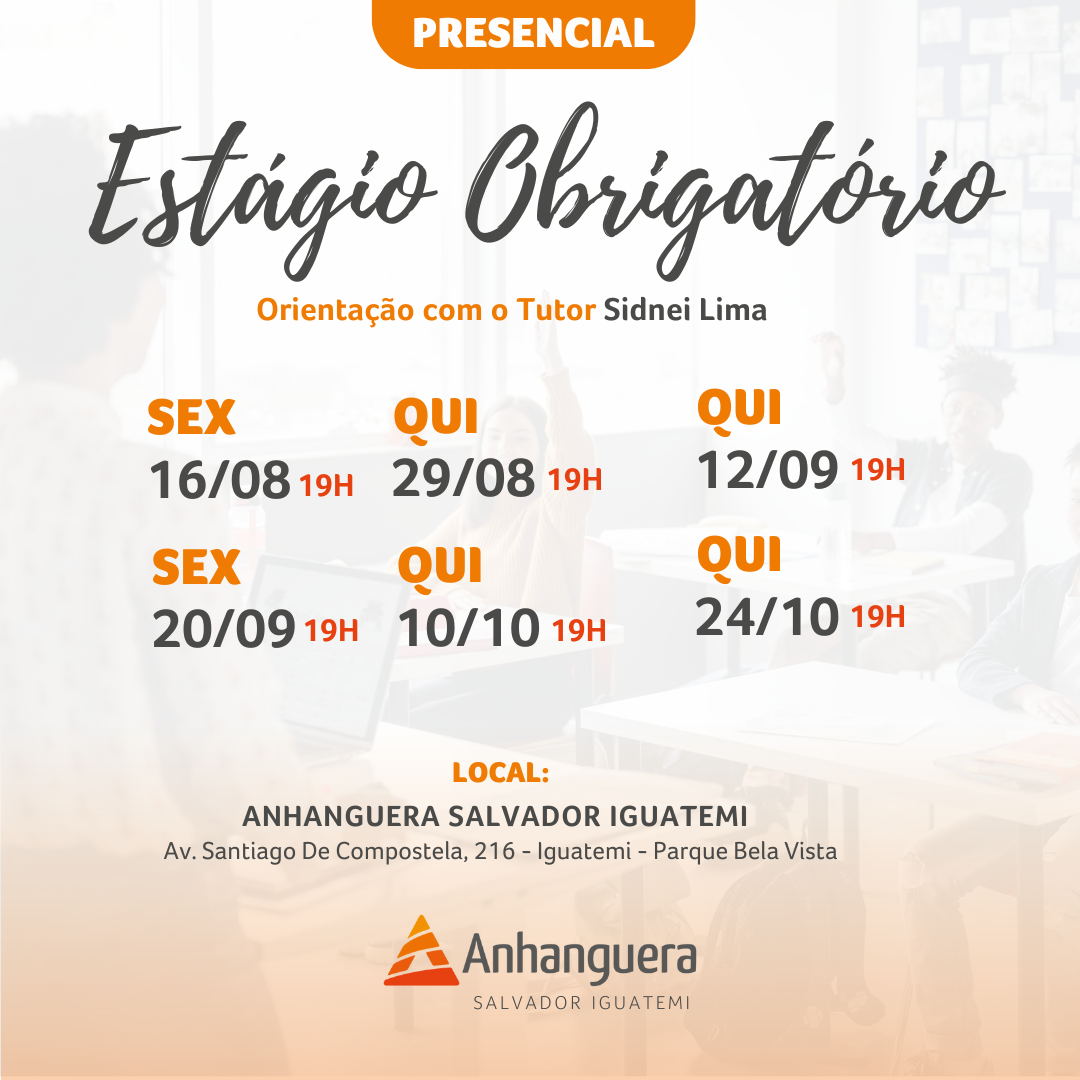 PRESENCIAL
Estágio Obrigatório
Orientação com o Tutor Sidnei Lima
SEX
16/08 19H
QUI
29/08 19H
QUI
12/09 19H
SEX
20/09 19H
QUI
10/10 19H
QUI
24/10 19H
LOCAL:
ANHANGUERA SALVADOR IGUATEMI
Av. Santiago De Compostela, 216 - Iguatemi - Parque Bela Vista
Anhanguera
SALVADOR IGUATEMI